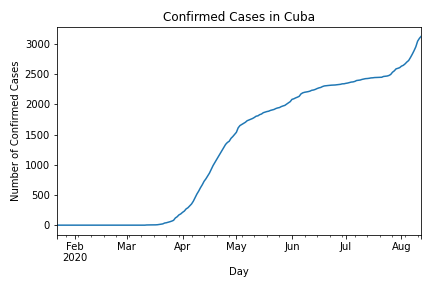 Confirmed Cases in Cuba
Number of Confirmed Cases
3000
2500
2000
1500
1000
500
0
Feb Mar Apr May Jun Jul Aug
2020
Day